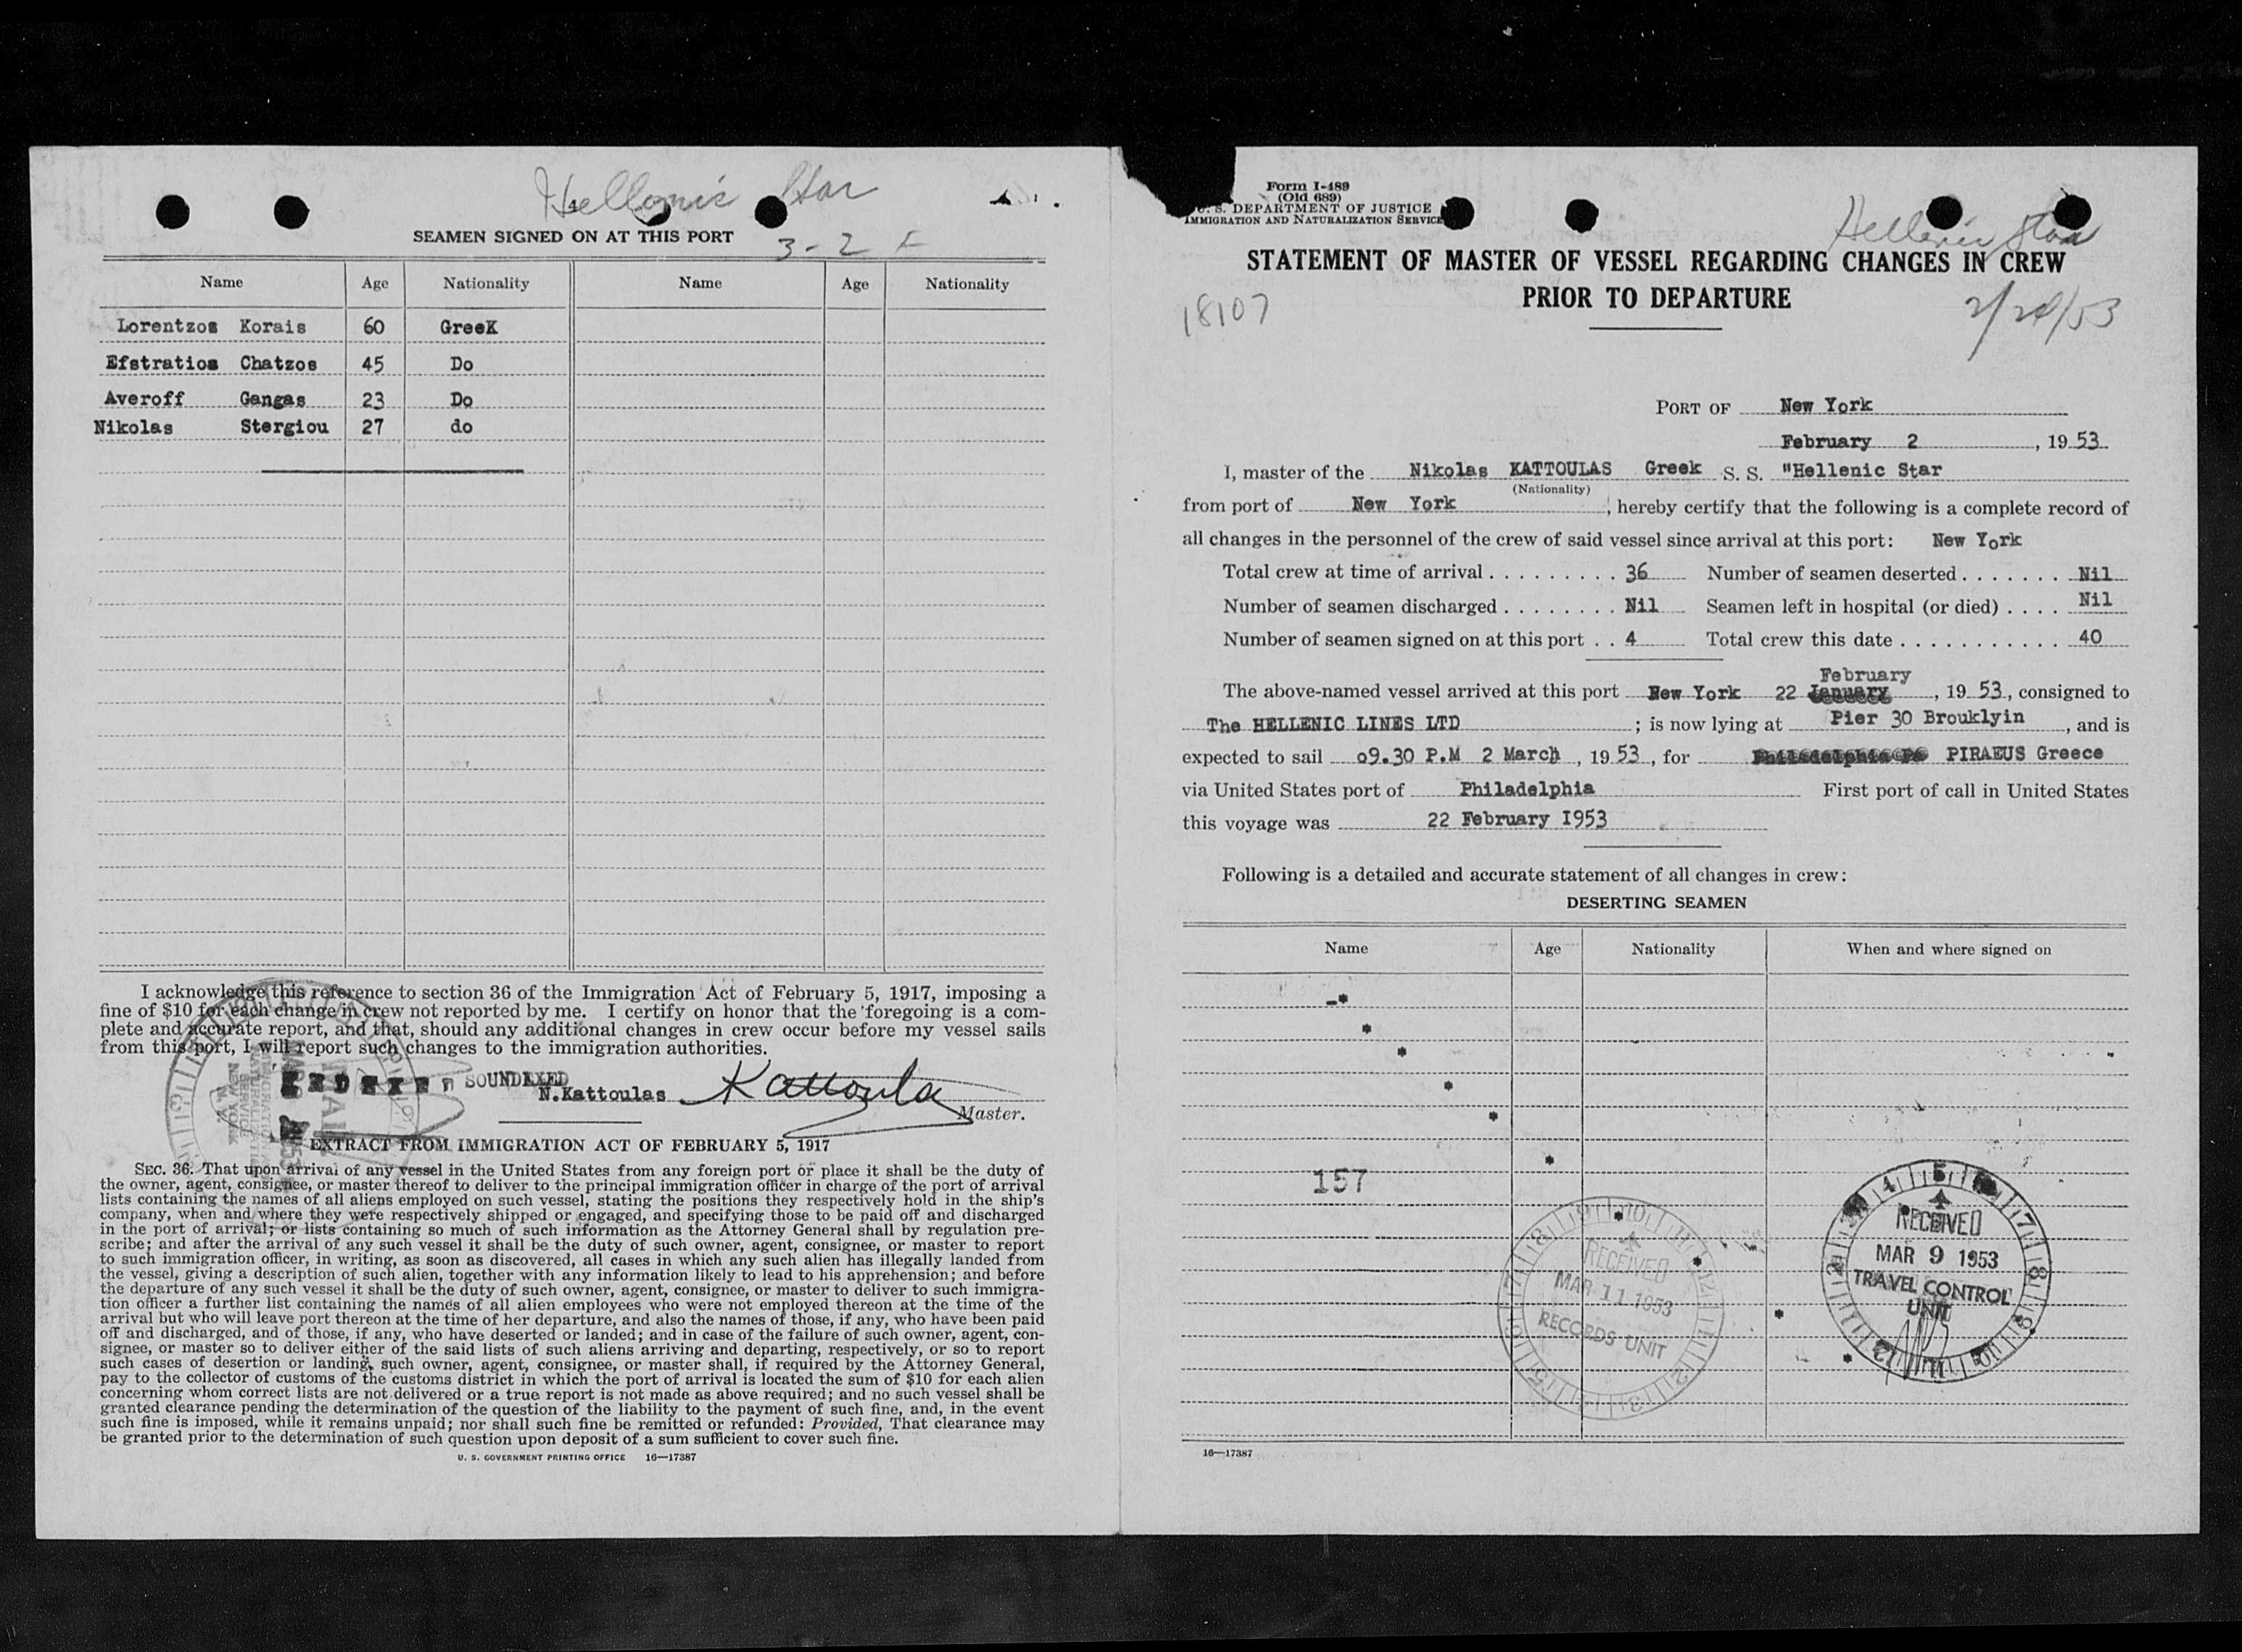 Hellenic Star
SEAMEN SIGNED ON AT THIS PORT
3-2
Name Age Nationality Name Age Nationality
Lorentzos Korais 60 GreeK
Efstratios Chatzos 45 Do
Averoff Gangas 23 Do
Nikolas Stergiou 27 do
I acknowledge this reference to section 36 of the Immigration Act of February 5, 1917, imposing a
fine of $10 for each change in crew not reported by me. I certify on honor that the foregoing is a com-
plete and accurate report, and that, should any additional changes in crew occur before my vessel sails
from this port, I will report such changes to the immigration authorities.
SOUNDEXED
N.Kattoulas Kattoula
Master.
EXTRACT FROM IMMIGRATION ACT OF FEBRUARY 5, 1917
SEC. 36. That upon arrival of any vessel in the United States from any foreign port or place it shall be the duty of
the owner, agent, consignee, or master thereof to deliver to the principal immigration officer in charge of the port of arrival
lists containing the names of all aliens employed on such vessel, stating the positions they respectively hold in the ship's
company, when and where they were respectively shipped or engaged, and specifying those to be paid off and discharged
in the port of arrival; or lists containing so much of such information as the Attorney General shall by regulation pre-
scribe; and after the arrival of any such vessel it shall be the duty of such owner, agent, consignee, or master to report
to such immigration officer, in writing, as soon as discovered, all cases in which any such alien has illegally landed from
the vessel, giving a description of such alien, together with any information likely to lead to his apprehension; and before
the departure of any such vessel it shall be the duty of such owner, agent, consignee, or master to deliver to such immigra-
tion officer a further list containing the names of all alien employees who were not employed thereon at the time of the
arrival but who will leave port thereon at the time of her departure, and also the names of those, if any, who have been paid
off and discharged, and of those, if any, who have deserted or landed; and in case of the failure of such owner, agent, con-
signee, or master so to deliver either of the said lists of such aliens arriving and departing, respectively, or so to report
such cases of desertion or landing, such owner, agent, consignee, or master shall, if required by the Attorney General,
pay to the collector of customs of the customs district in which the port of arrival is located the sum of $10 for each alien
concerning whom correct lists are not delivered or a true report is not made as above required; and no such vessel shall be
granted clearance pending the determination of the question of the liability to the payment of such fine, and, in the event
such fine is imposed, while it remains unpaid; nor shall such fine be remitted or refunded: Provided, That clearance may
be granted prior to the determination of such question upon deposit of a sum sufficient to cover such fine.
U. S. GOVERNMENT PRINTING OFFICE 16—17387
Form I-489
(Old 689)
U. S. DEPARTMENT OF JUSTICE
IMMIGRATION AND NATURALIZATION SERVICE
Hellenic Star
STATEMENT OF MASTER OF VESSEL REGARDING CHANGES IN CREW
PRIOR TO DEPARTURE
18107
PORT OF New York
February 2, 19 53
I, master of the Nikolas KATTOULAS Greek S. S. "Hellenic Star
(Nationality)
from port of New York, hereby certify that the following is a complete record of
all changes in the personnel of the crew of said vessel since arrival at this port: New York
Total crew at time of arrival . . . . . . . . . 36 Number of seamen deserted . . . . . . . Nil
Number of seamen discharged . . . . . . . . Nil Seamen left in hospital (or died) . . . . Nil
Number of seamen signed on at this port . . 4 Total crew this date . . . . . . . . . . . 40
February
The above-named vessel arrived at this port New York 22 January, 19 53, consigned to
The HELLENIC LINES LTD ; is now lying at Pier 30 Brouklyin, and is
expected to sail o9.30 P.M 2 March, 19 53, for Philadelphia Pa PIRAEUS Greece
via United States port of Philadelphia First port of call in United States
this voyage was 22 February I953
Following is a detailed and accurate statement of all changes in crew:
DESERTING SEAMEN
Name Age Nationality When and where signed on
157
RECEIVED
MAR 11 1953
RECORDS UNIT
RECEIVED
MAR 9 1953
TRAVEL CONTROL
UNIT
16—17387